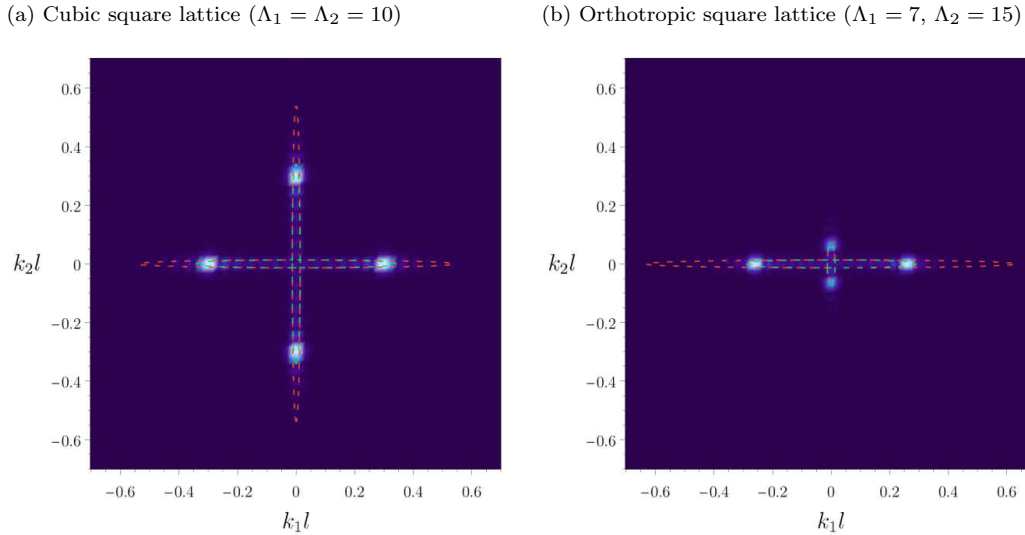 (a) Cubic square lattice (Λ₁ = Λ₂ = 10)
0.6
0.4
0.2
0
−0.2
−0.4
−0.6
k₂l
−0.6 −0.4 −0.2 0 0.2 0.4 0.6
k₁l
(b) Orthotropic square lattice (Λ₁ = 7, Λ₂ = 15)
0.6
0.4
0.2
0
−0.2
−0.4
−0.6
k₂l
−0.6 −0.4 −0.2 0 0.2 0.4 0.6
k₁l